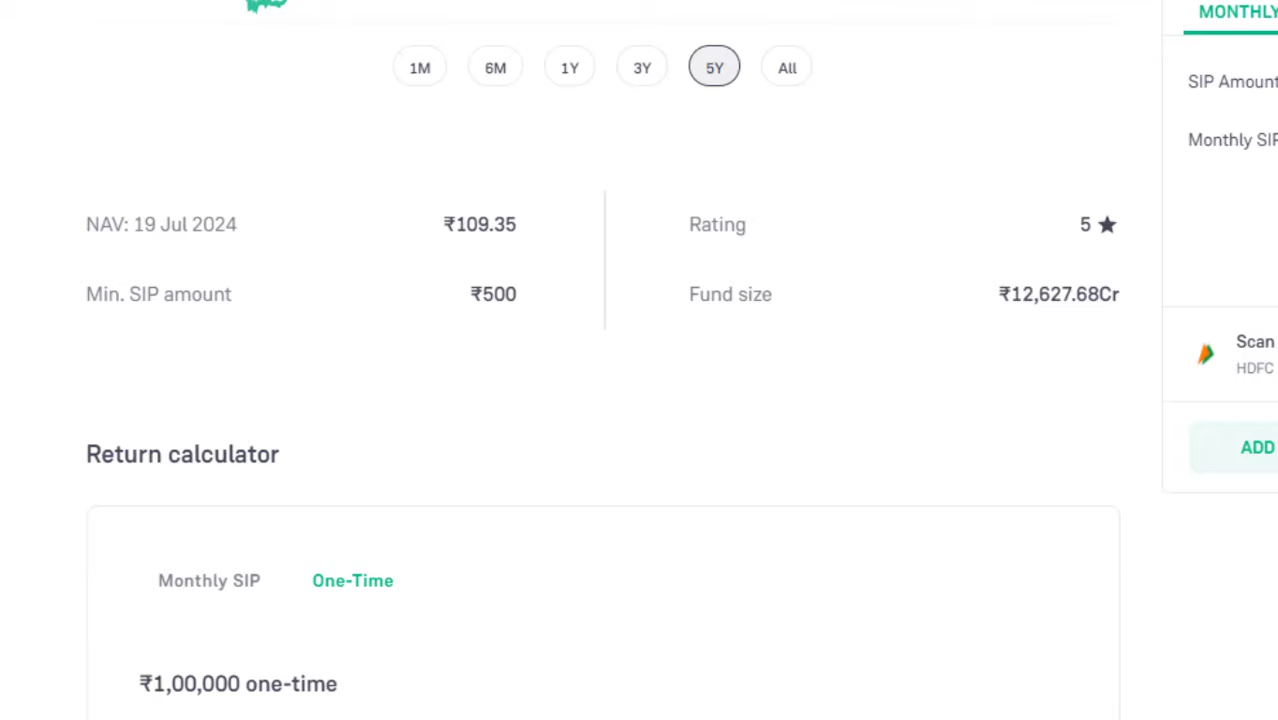 MONTHLY
1M 6M 1Y 3Y 5Y All
SIP Amount
Monthly SIP
NAV: 19 Jul 2024 ₹109.35 Rating 5 ★
Min. SIP amount ₹500 Fund size ₹12,627.68Cr
Scan
HDFC
ADD
Return calculator
Monthly SIP One-Time
₹1,00,000 one-time